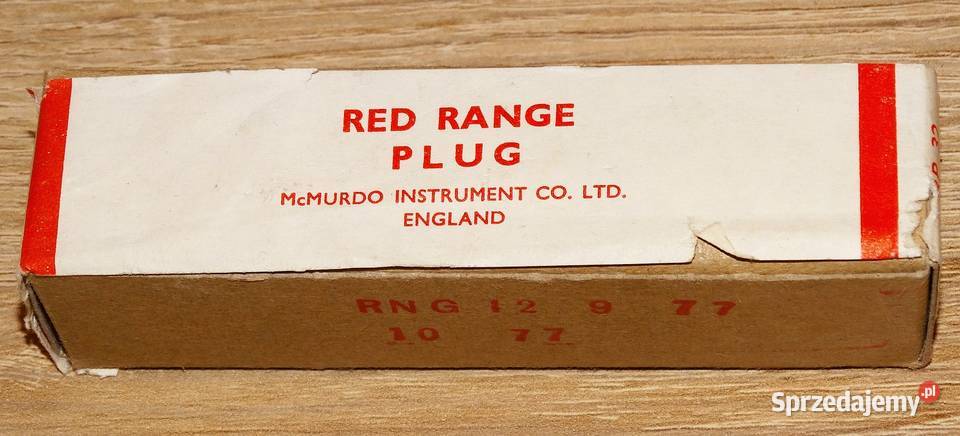 RED RANGE
PLUG
McMURDO INSTRUMENT CO. LTD.
ENGLAND
RNG 12 9 77
10 77
Sprzedajemy.pl